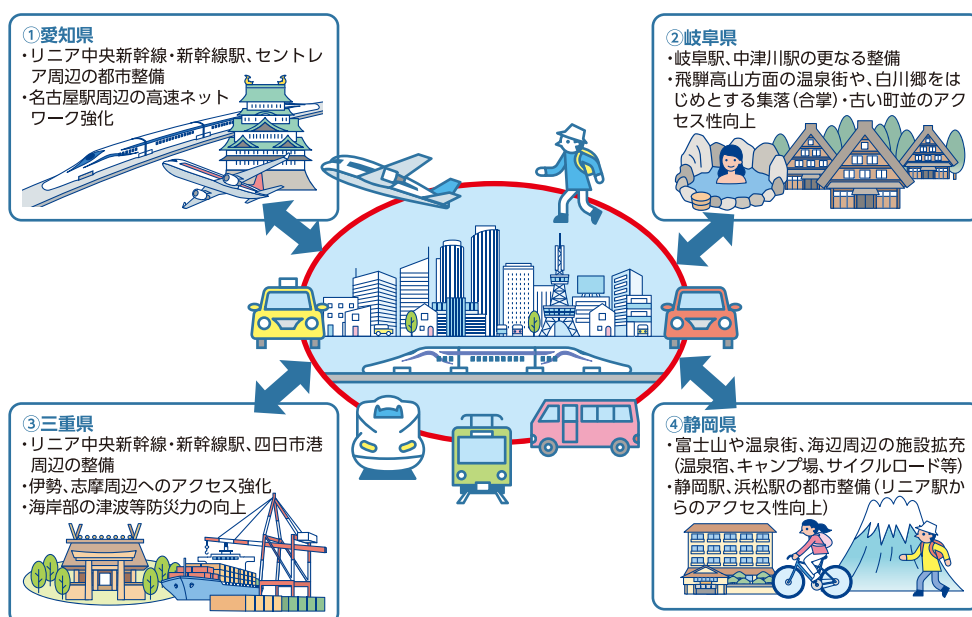 ①愛知県
・リニア中央新幹線・新幹線駅、セントレ
ア周辺の都市整備
・名古屋駅周辺の高速ネット
ワーク強化
②岐阜県
・岐阜駅、中津川駅の更なる整備
・飛騨高山方面の温泉街や、白川郷をは
じめとする集落(合掌)・古い町並のアク
セス性向上
③三重県
・リニア中央新幹線・新幹線駅、四日市港
周辺の整備
・伊勢、志摩周辺へのアクセス強化
・海岸部の津波等防災力の向上
④静岡県
・富士山や温泉街、海辺周辺の施設拡充
(温泉宿、キャンプ場、サイクルロード等)
・静岡駅、浜松駅の都市整備(リニア駅か
らのアクセス性向上)